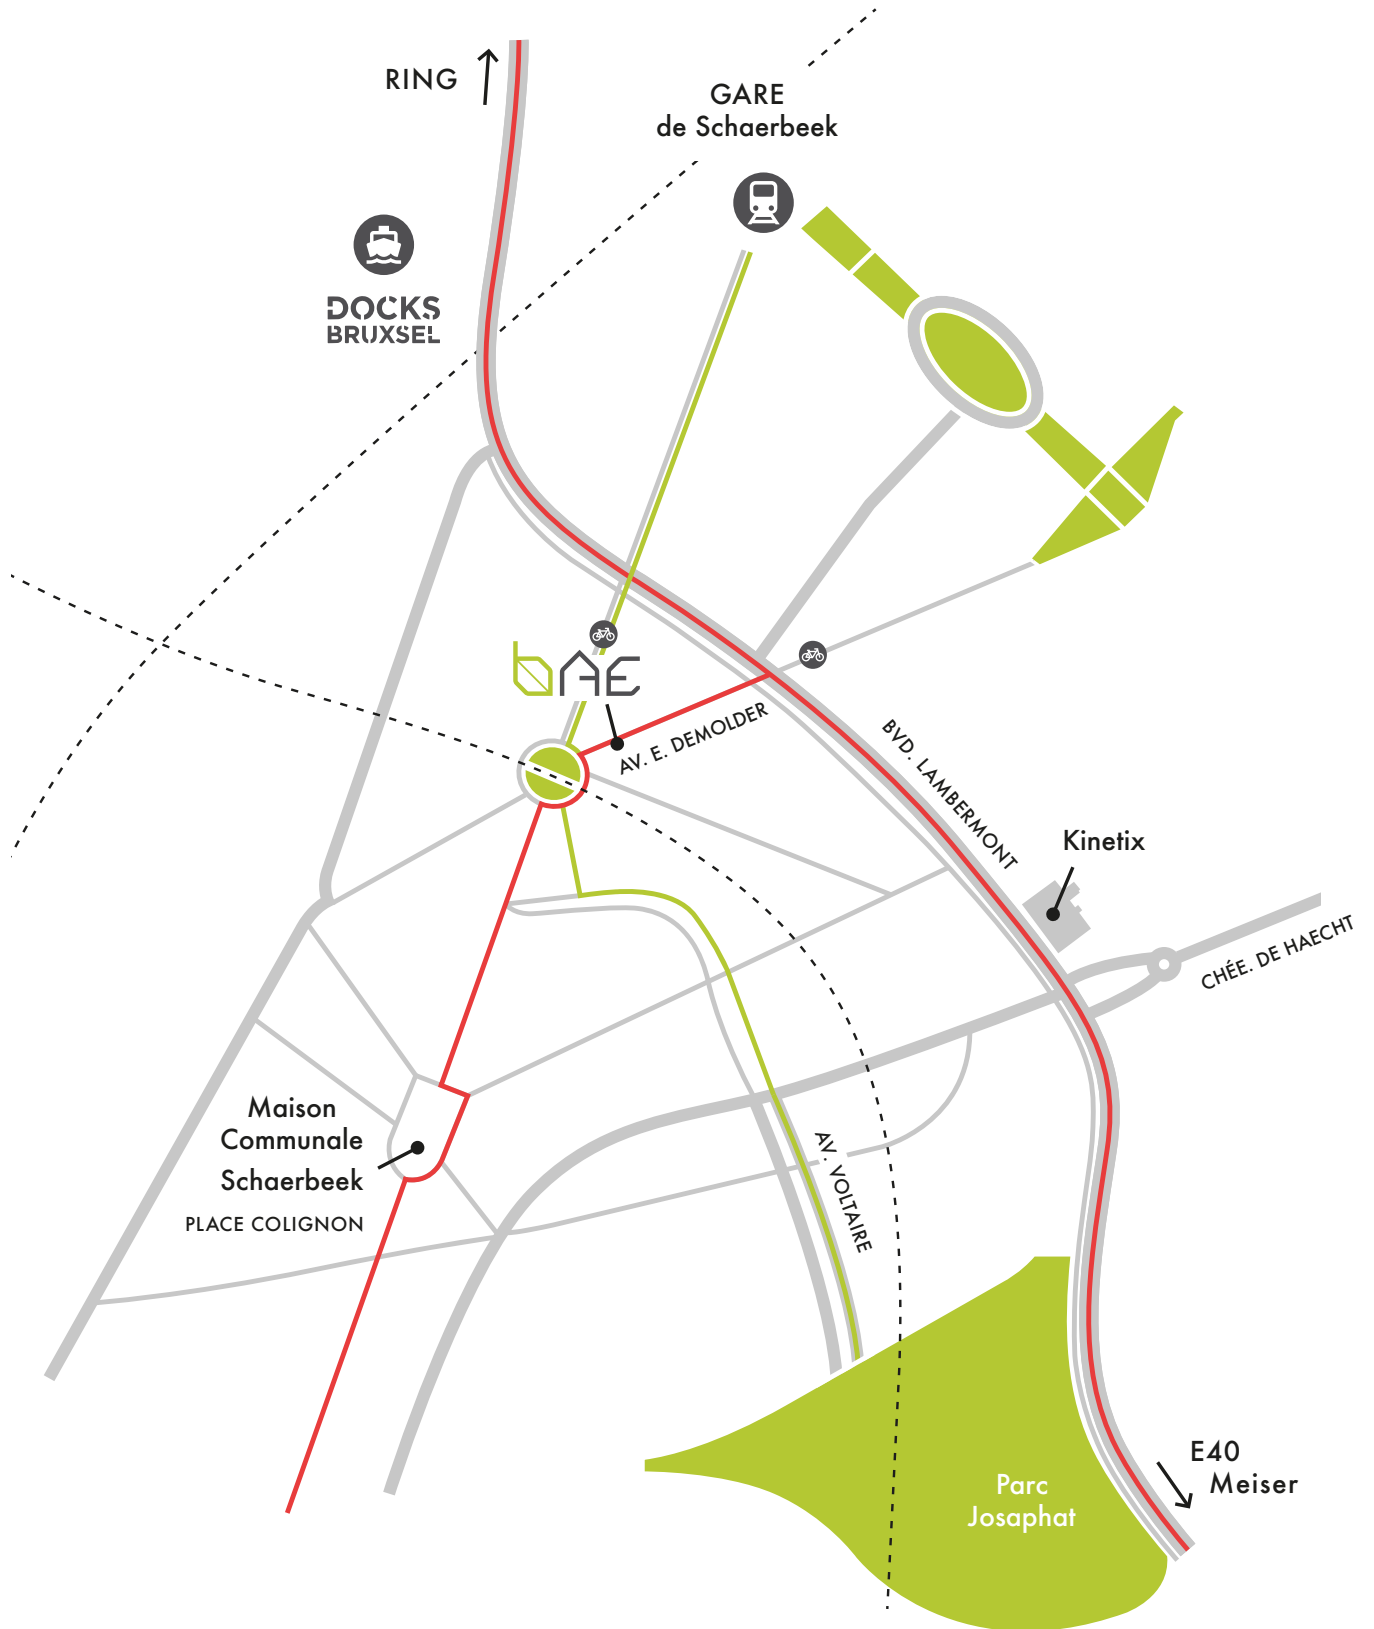 RING
GARE
de Schaerbeek
DOCKS
BRUXSEL
bAE
AV. E. DEMOLDER
BVD. LAMBERMONT
Kinetix
CHÉE. DE HAECHT
Maison
Communale
Schaerbeek
PLACE COLIGNON
AV. VOLTAIRE
E40
Meiser
Parc
Josaphat